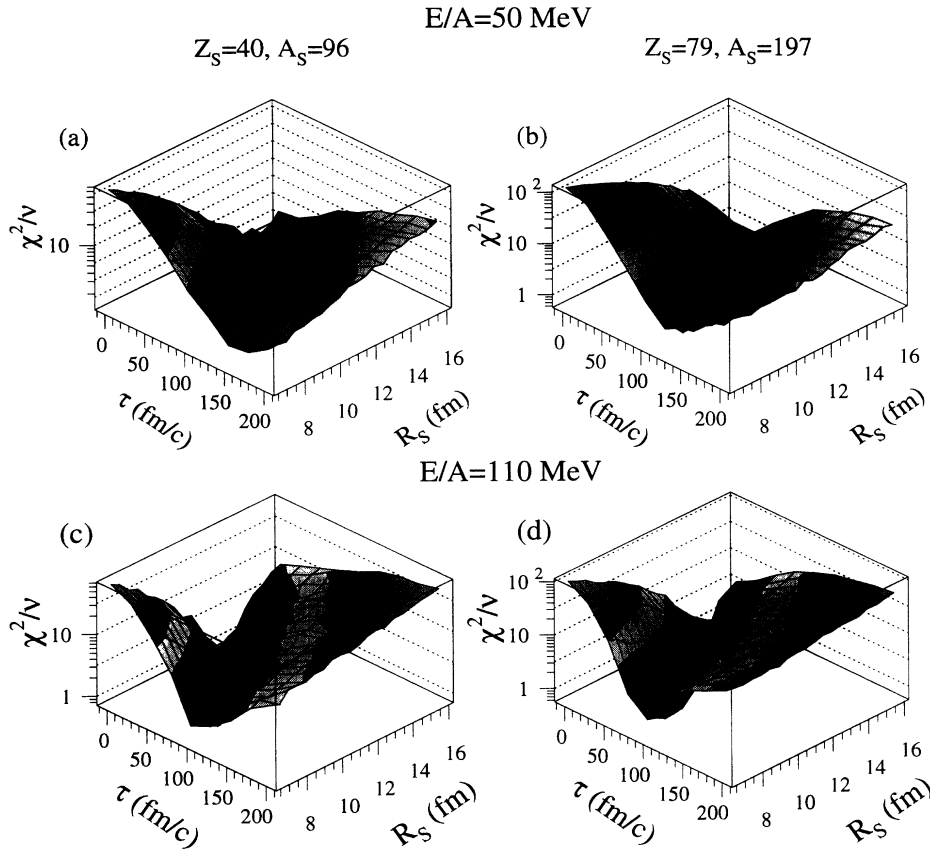 E/A=50 MeV
Z_S=40, A_S=96
Z_S=79, A_S=197
(a)
χ²/ν
10
0
50
100
150
200
τ (fm/c)
8
10
12
14
16
R_S (fm)
(b)
χ²/ν
10²
10
1
0
50
100
150
200
τ (fm/c)
8
10
12
14
16
R_S (fm)
E/A=110 MeV
(c)
χ²/ν
10
1
0
50
100
150
200
τ (fm/c)
8
10
12
14
16
R_S (fm)
(d)
χ²/ν
10²
10
1
0
50
100
150
200
τ (fm/c)
8
10
12
14
16
R_S (fm)